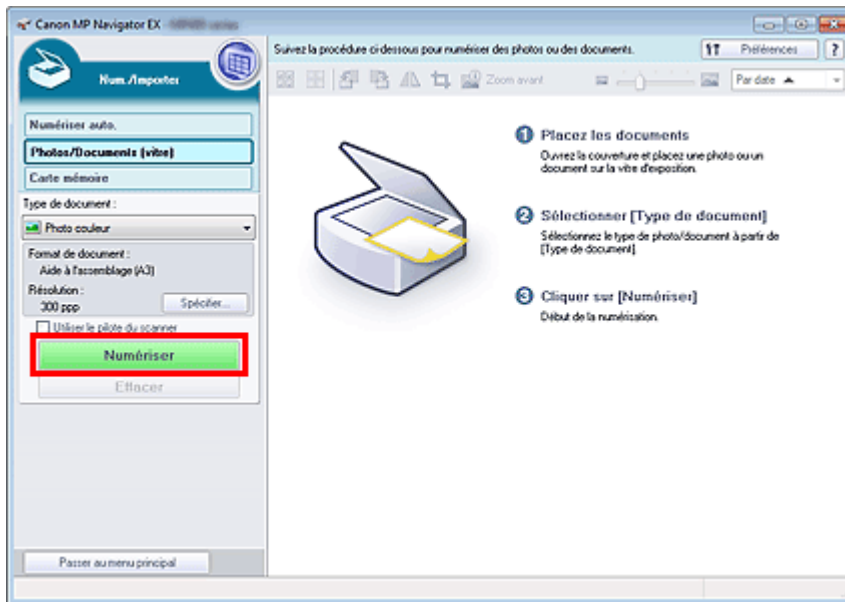 Canon MP Navigator EX
Num./Importer
Suivez la procédure ci-dessous pour numériser des photos ou des documents.
Préférences
?
Zoom avant
Par date
Numériser auto.
Photos/Documents (vitre)
Carte mémoire
Type de document :
Photo couleur
Format de document :
Aide à l'assemblage (A3)
Résolution :
300 ppp
Spécifier...
Utiliser le pilote du scanner
Numériser
Effacer
Passer au menu principal
1 Placez les documents
Ouvrez la couverture et placez une photo ou un
document sur la vitre d'exposition.
2 Sélectionner [Type de document]
Sélectionnez le type de photo/document à partir de
[Type de document].
3 Cliquer sur [Numériser]
Début de la numérisation.